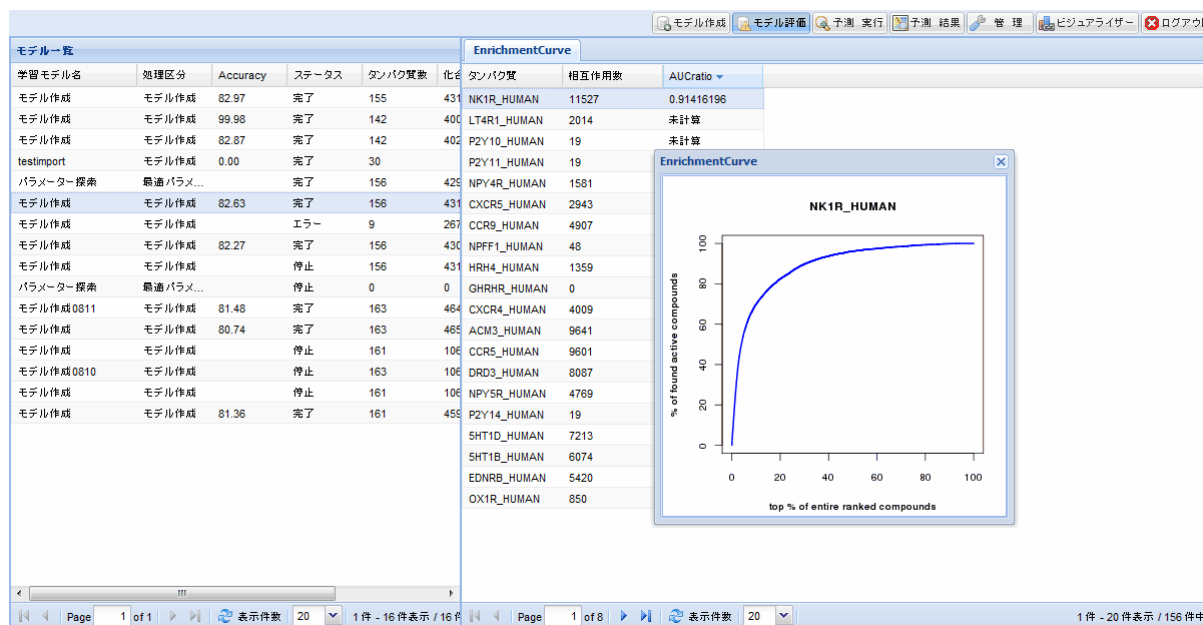 モデル作成 モデル評価 予測 実行 予測 結果 管 理 ビジュアライザー ログアウ
モデル一覧
学習モデル名 処理区分 Accuracy ステータス タンパク質数 化合
モデル作成 モデル作成 82.97 完了 155 431
モデル作成 モデル作成 99.98 完了 142 400
モデル作成 モデル作成 82.87 完了 142 402
testimport モデル作成 0.00 完了 30
パラメーター探索 最適パラメ... 完了 156 429
モデル作成 モデル作成 82.63 完了 156 431
モデル作成 モデル作成 エラー 9 267
モデル作成 モデル作成 82.27 完了 156 430
モデル作成 モデル作成 停止 156 431
パラメーター探索 最適パラメ... 停止 0 0
モデル作成0811 モデル作成 81.48 完了 163 464
モデル作成 モデル作成 80.74 完了 163 465
モデル作成 モデル作成 停止 161 106
モデル作成0810 モデル作成 停止 163 106
モデル作成 モデル作成 停止 161 106
モデル作成 モデル作成 81.36 完了 161 459
Page 1 of 1 表示件数 20 1件 - 16件表示 / 16件
EnrichmentCurve
タンパク質 相互作用数 AUCratio
NK1R_HUMAN 11527 0.91416196
LT4R1_HUMAN 2014 未計算
P2Y10_HUMAN 19 未計算
P2Y11_HUMAN 19
NPY4R_HUMAN 1581
CXCR5_HUMAN 2943
CCR9_HUMAN 4907
NPFF1_HUMAN 48
HRH4_HUMAN 1359
GHRHR_HUMAN 0
CXCR4_HUMAN 4009
ACM3_HUMAN 9641
CCR5_HUMAN 9601
DRD3_HUMAN 8087
NPY5R_HUMAN 4769
P2Y14_HUMAN 19
5HT1D_HUMAN 7213
5HT1B_HUMAN 6074
EDNRB_HUMAN 5420
OX1R_HUMAN 850
Page 1 of 8 表示件数 20 1件 - 20件表示 / 156件中
EnrichmentCurve
NK1R_HUMAN
% of found active compounds
100
80
60
40
20
0
0 20 40 60 80 100
top % of entire ranked compounds